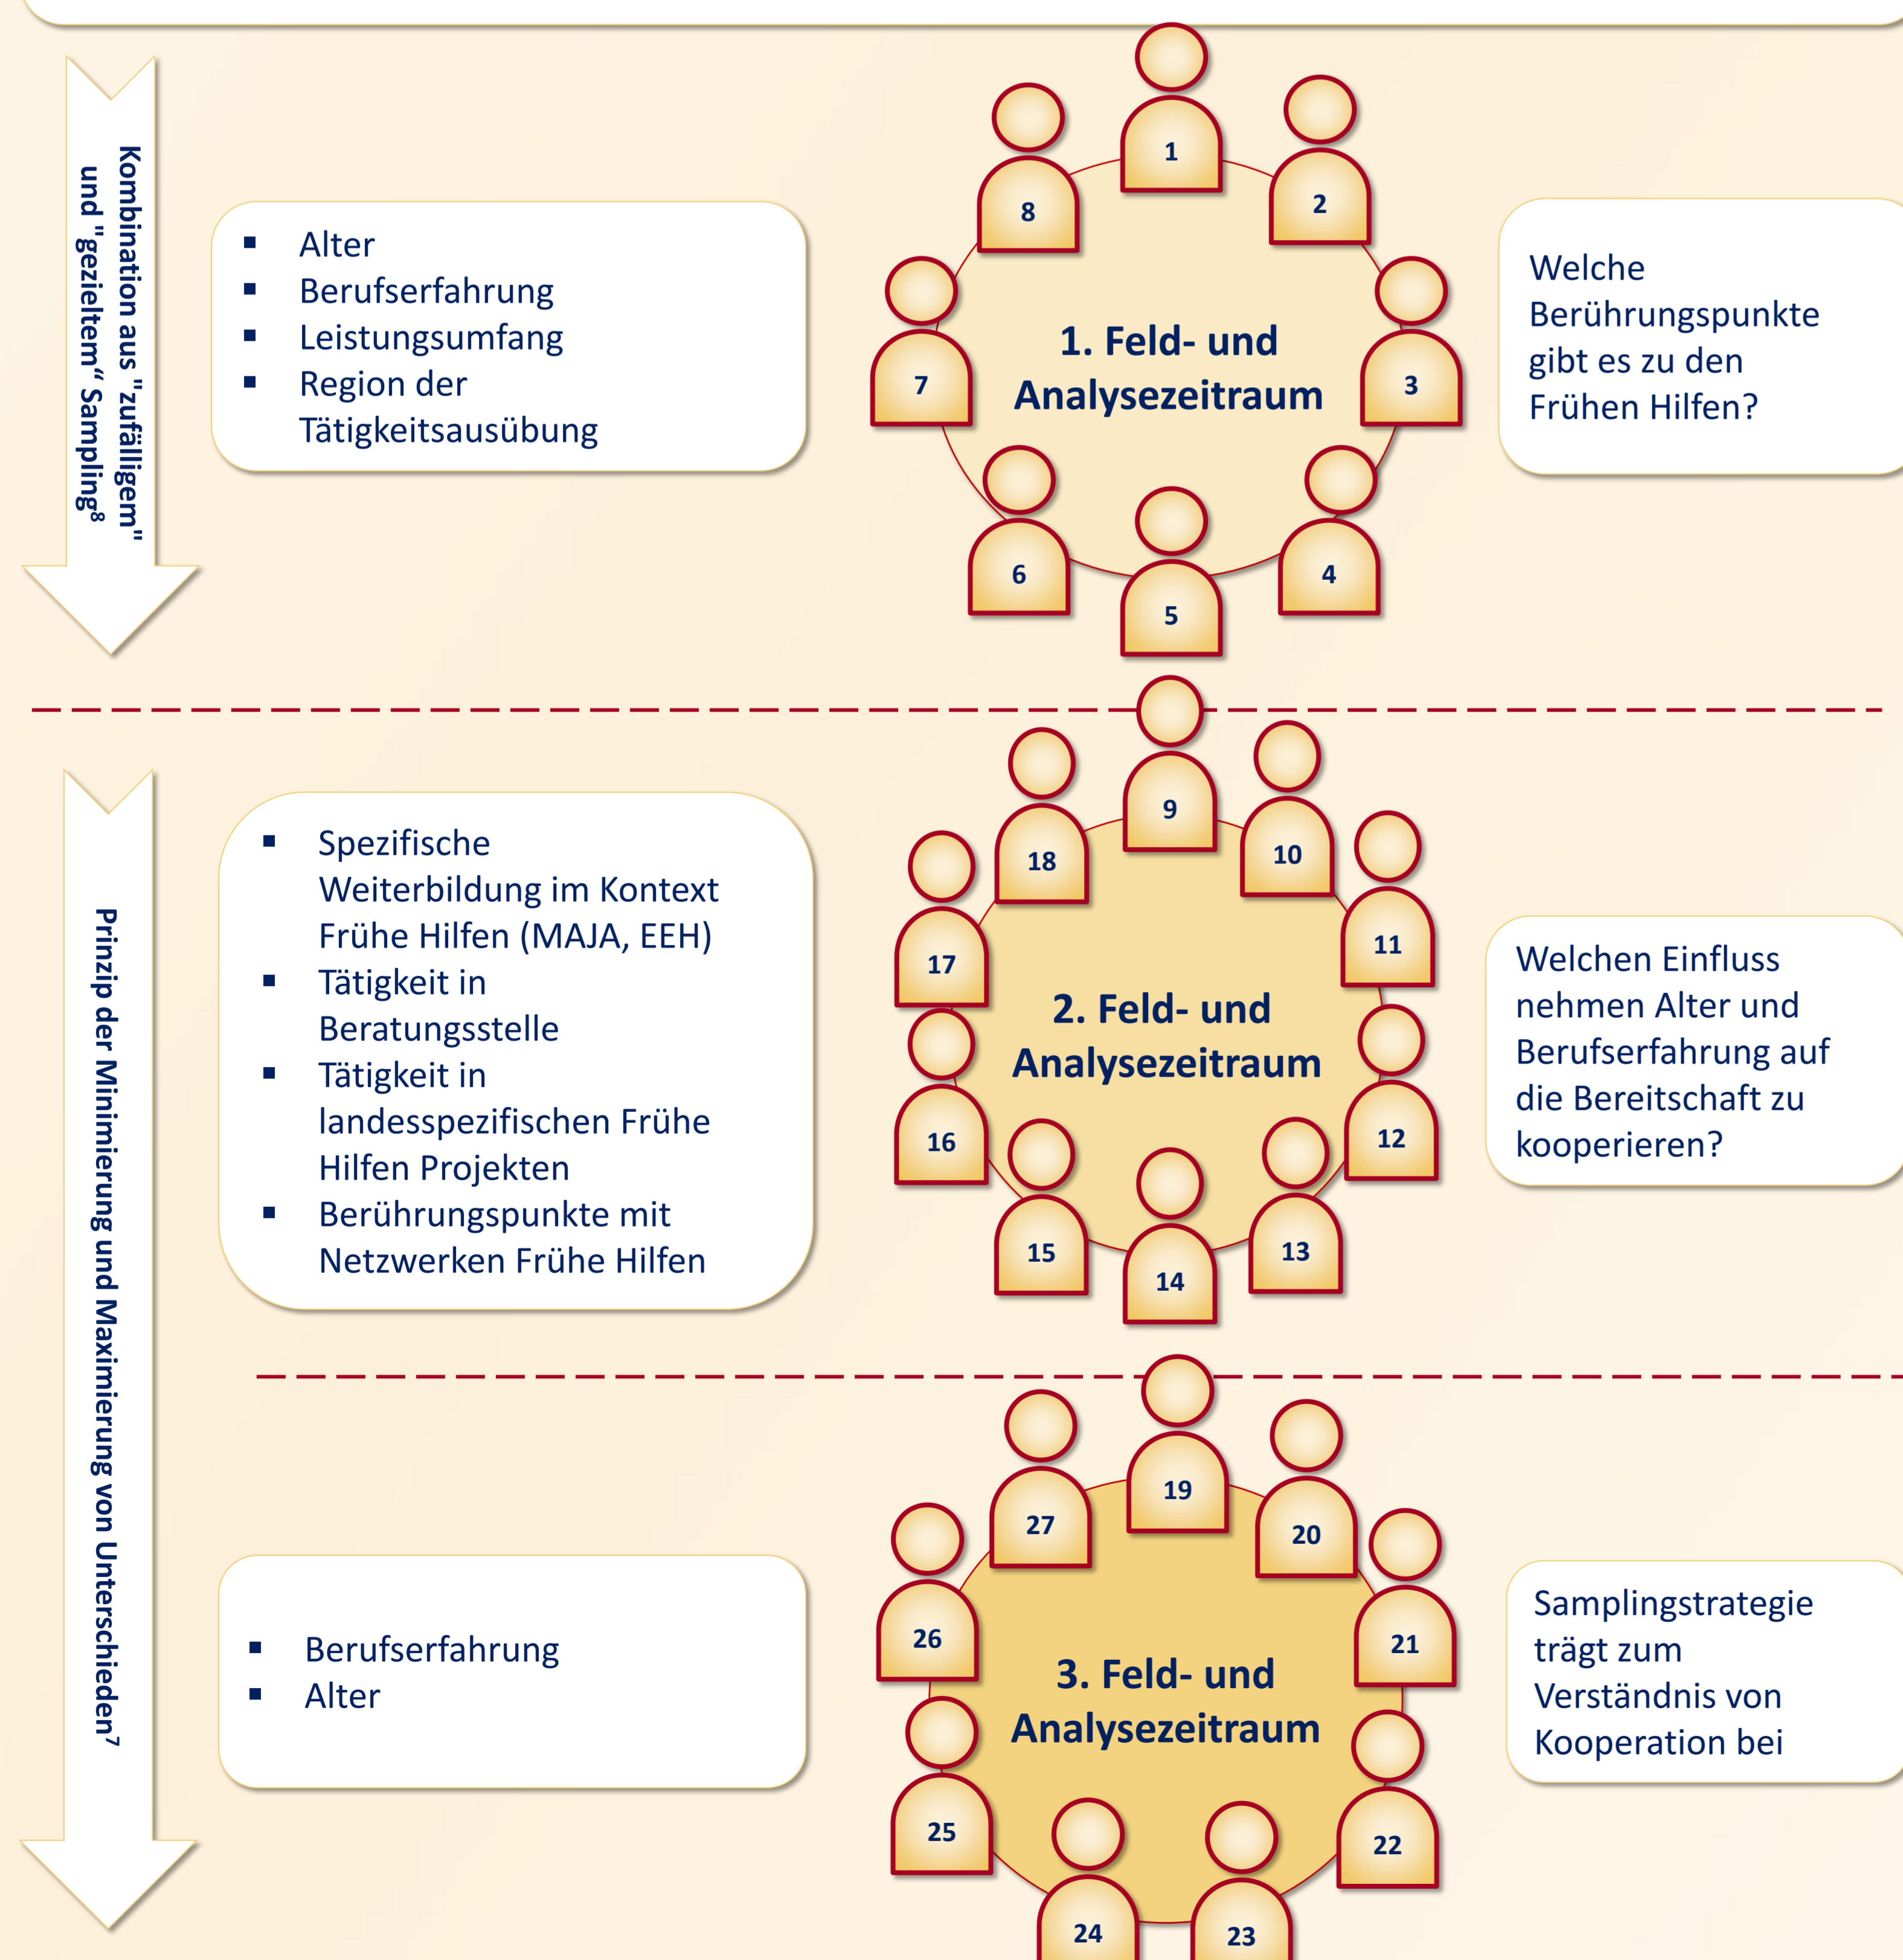 Kombination aus "zufälligem"
und "gezieltem“ Sampling⁸
▪ Alter
▪ Berufserfahrung
▪ Leistungsumfang
▪ Region der
Tätigkeitsausübung
1
2
3
4
5
6
7
8
1. Feld- und
Analysezeitraum
Welche
Berührungspunkte
gibt es zu den
Frühen Hilfen?
Prinzip der Minimierung und Maximierung von Unterschieden⁷
▪ Spezifische
Weiterbildung im Kontext
Frühe Hilfen (MAJA, EEH)
▪ Tätigkeit in
Beratungsstelle
▪ Tätigkeit in
landesspezifischen Frühe
Hilfen Projekten
▪ Berührungspunkte mit
Netzwerken Frühe Hilfen
9
10
11
12
13
14
15
16
17
18
2. Feld- und
Analysezeitraum
Welchen Einfluss
nehmen Alter und
Berufserfahrung auf
die Bereitschaft zu
kooperieren?
▪ Berufserfahrung
▪ Alter
19
20
21
22
23
24
25
26
27
3. Feld- und
Analysezeitraum
Samplingstrategie
trägt zum
Verständnis von
Kooperation bei